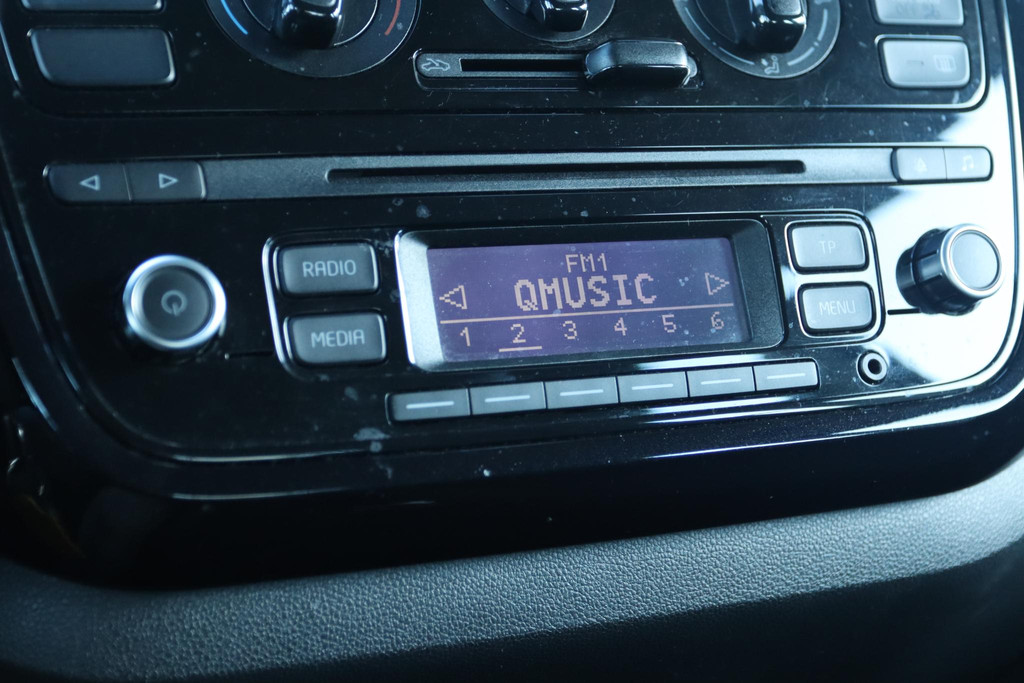 RADIO
MEDIA
FM1
QMUSIC
1 2 3 4 5 6
TP
MENU